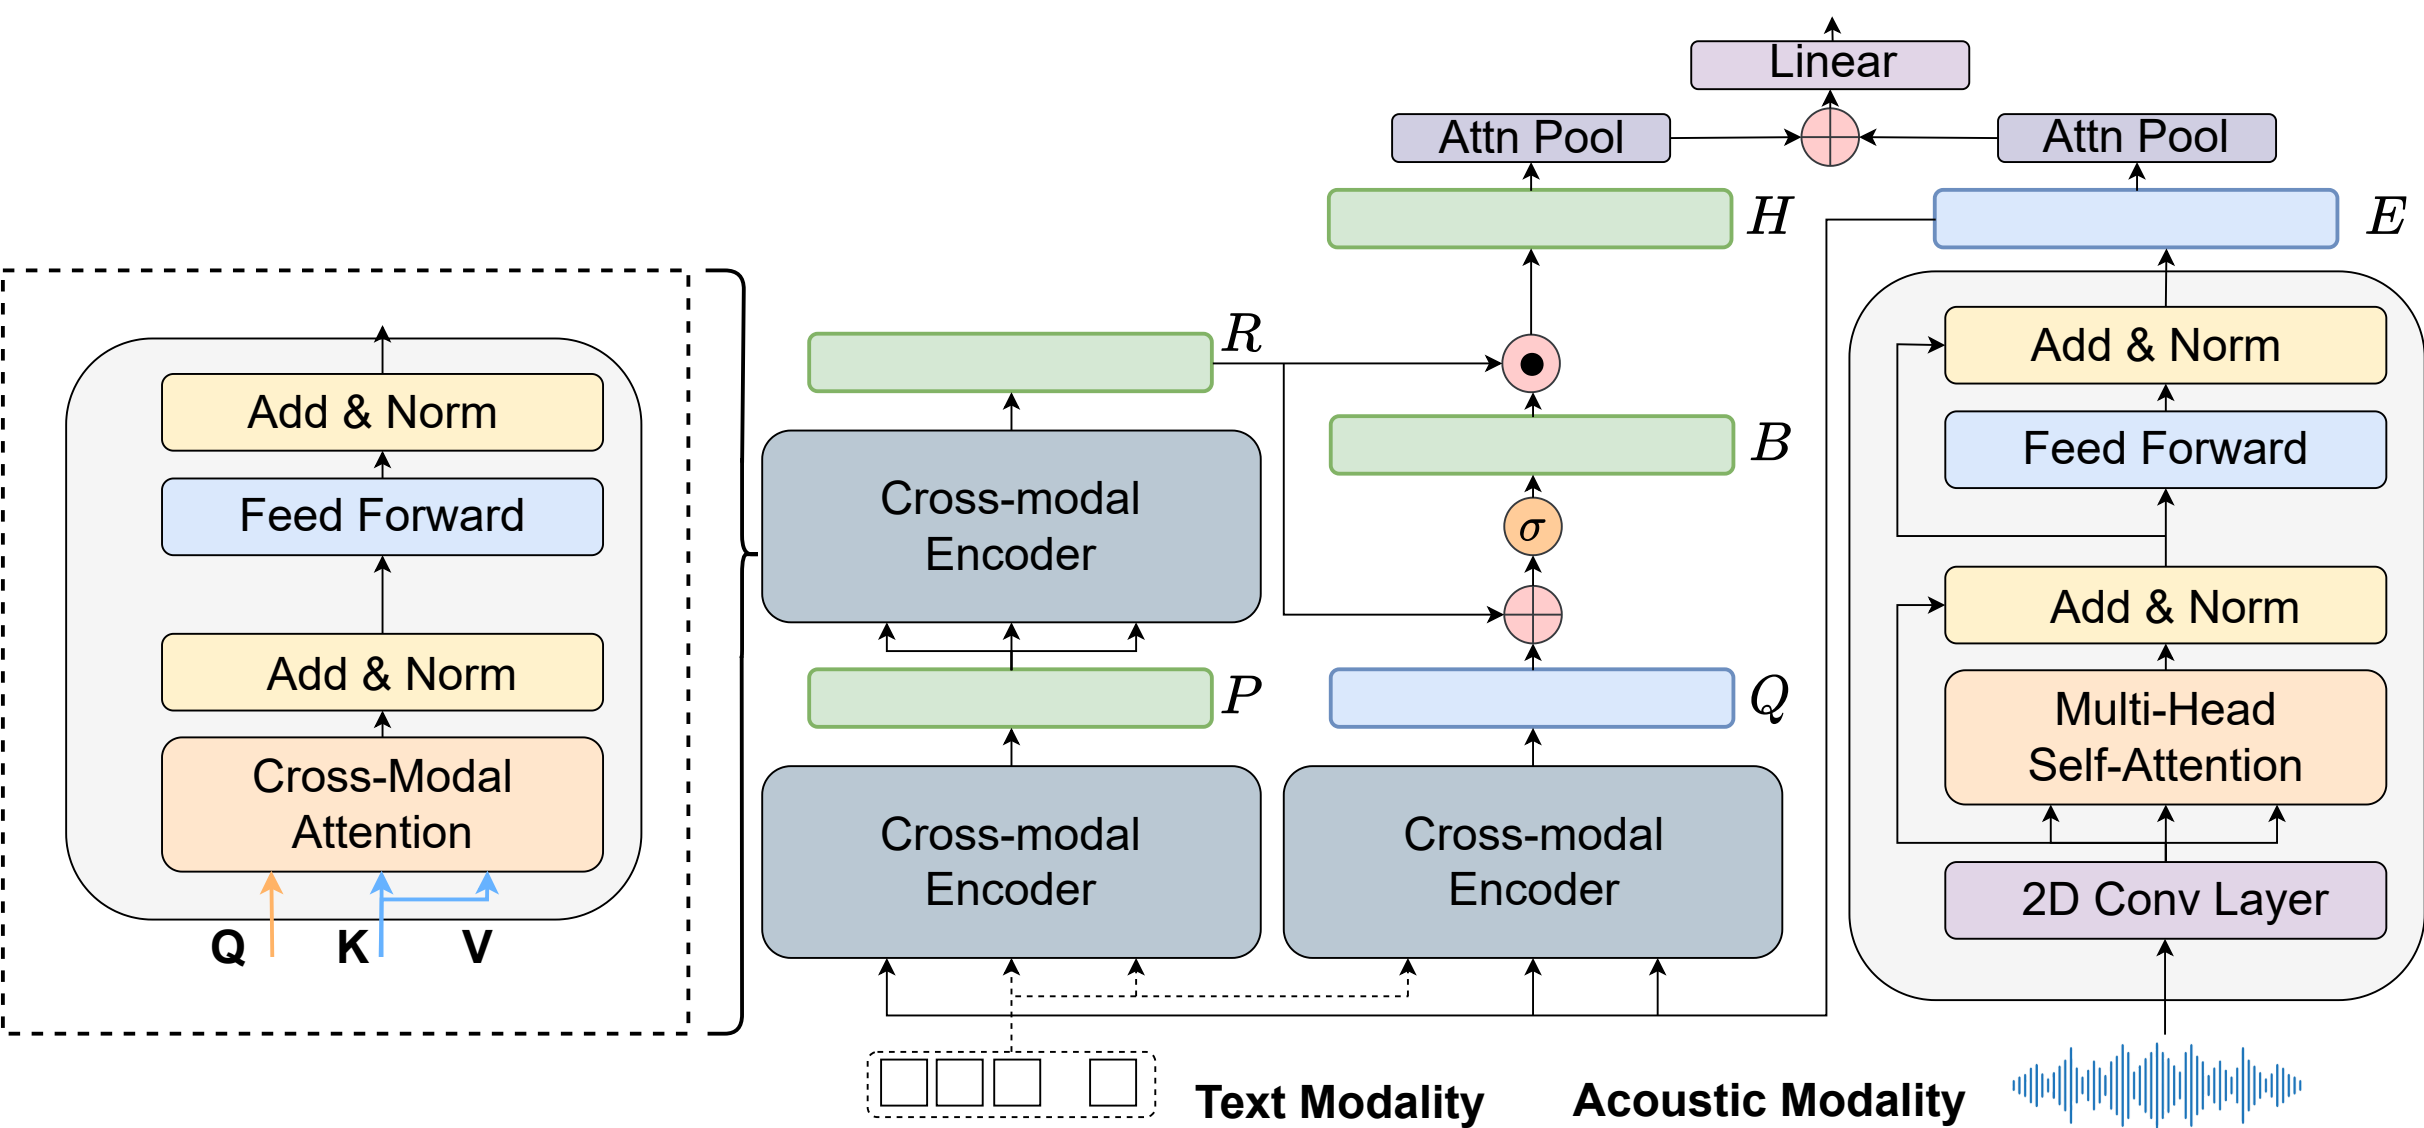 Linear
Attn Pool
Attn Pool
H
E
R
Add & Norm
Add & Norm
B
Feed Forward
Cross-modal
Encoder
Feed Forward
σ
Add & Norm
Add & Norm
P
Q
Multi-Head
Self-Attention
Cross-Modal
Attention
Cross-modal
Encoder
Cross-modal
Encoder
2D Conv Layer
Q K V
Text Modality
Acoustic Modality